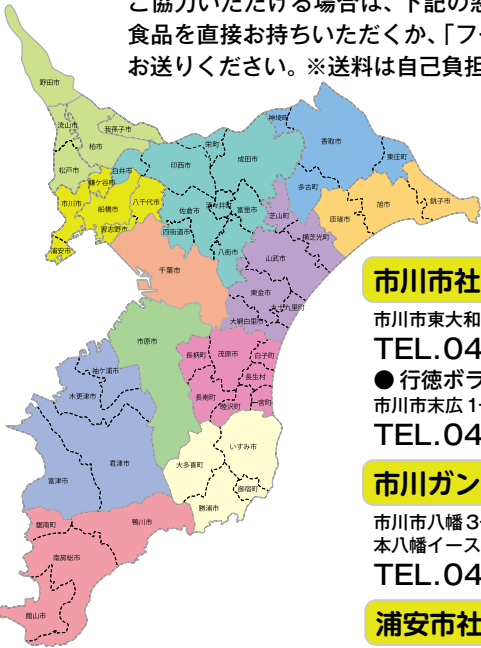 ご協力いただける場合は、下記の窓
食品を直接お持ちいただくか、「フー
お送りください。※送料は自己負担
野田市
流山市
我孫子市
柏市
松戸市
鎌ケ谷市
白井市
印西市
栄町
成田市
神崎町
香取市
東庄町
市川市
船橋市
八千代市
佐倉市
酒々井町
富里市
多古町
芝山町
匝瑳市
旭市
銚子市
浦安市
習志野市
四街道市
八街市
横芝光町
山武市
千葉市
東金市
九十九里町
大網白里市
市原市
長柄町
茂原市
白子町
長生村
長南町
睦沢町
一宮町
袖ケ浦市
木更津市
君津市
富津市
大多喜町
いすみ市
御宿町
勝浦市
鋸南町
鴨川市
南房総市
館山市
市川市社
市川市東大和
TEL.04
●行徳ボラ
市川市末広1-
TEL.04
市川ガン
市川市八幡3-
本八幡イース
TEL.04
浦安市社